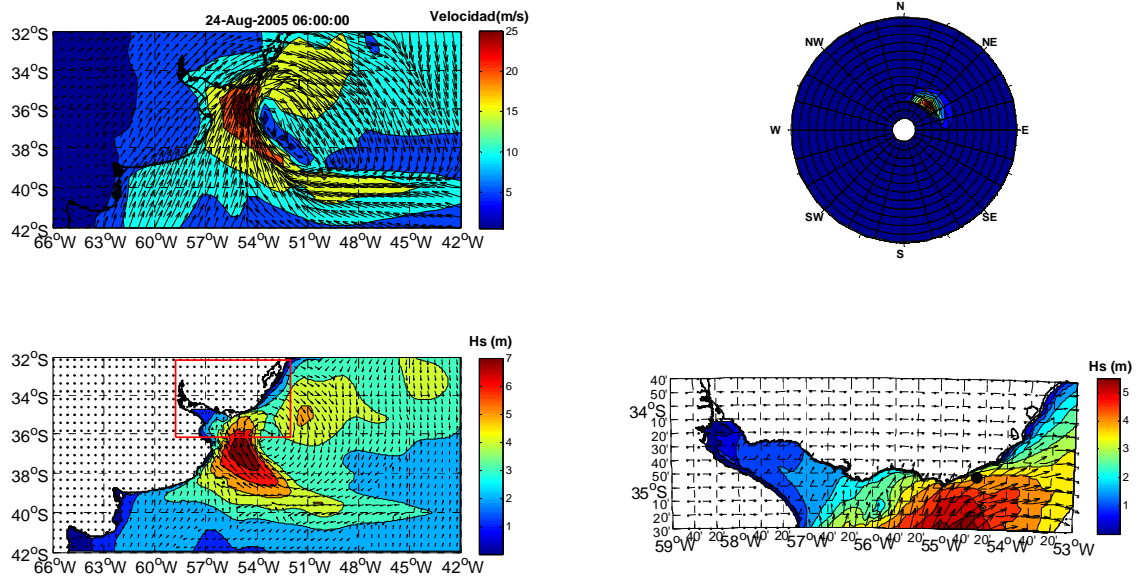 24-Aug-2005 06:00:00
Velocidad(m/s)
32°S
34°S
36°S
38°S
40°S
42°S
66°W 63°W 60°W 57°W 54°W 51°W 48°W 45°W 42°W
25
20
15
10
5
N
NW
NE
W
E
SW
SE
S
Hs (m)
32°S
34°S
36°S
38°S
40°S
42°S
66°W 63°W 60°W 57°W 54°W 51°W 48°W 45°W 42°W
7
6
5
4
3
2
1
Hs (m)
40'
50'
34°S
10'
20'
30'
40'
50'
35°S
10'
20'
30'
59°W 40' 20' 58°W 40' 20' 57°W 40' 20' 56°W 40' 20' 55°W 40' 20' 54°W 40' 20' 53°W
5
4
3
2
1